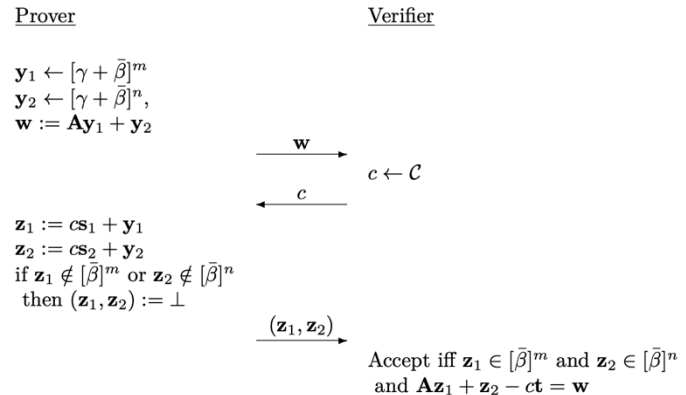 Prover
Verifier
y₁ ← [γ + β̄]ᵐ
y₂ ← [γ + β̄]ⁿ,
w := Ay₁ + y₂
w
c ← 𝒞
c
z₁ := cs₁ + y₁
z₂ := cs₂ + y₂
if z₁ ∉ [β̄]ᵐ or z₂ ∉ [β̄]ⁿ
then (z₁, z₂) := ⊥
(z₁, z₂)
Accept iff z₁ ∈ [β̄]ᵐ and z₂ ∈ [β̄]ⁿ
and Az₁ + z₂ − ct = w